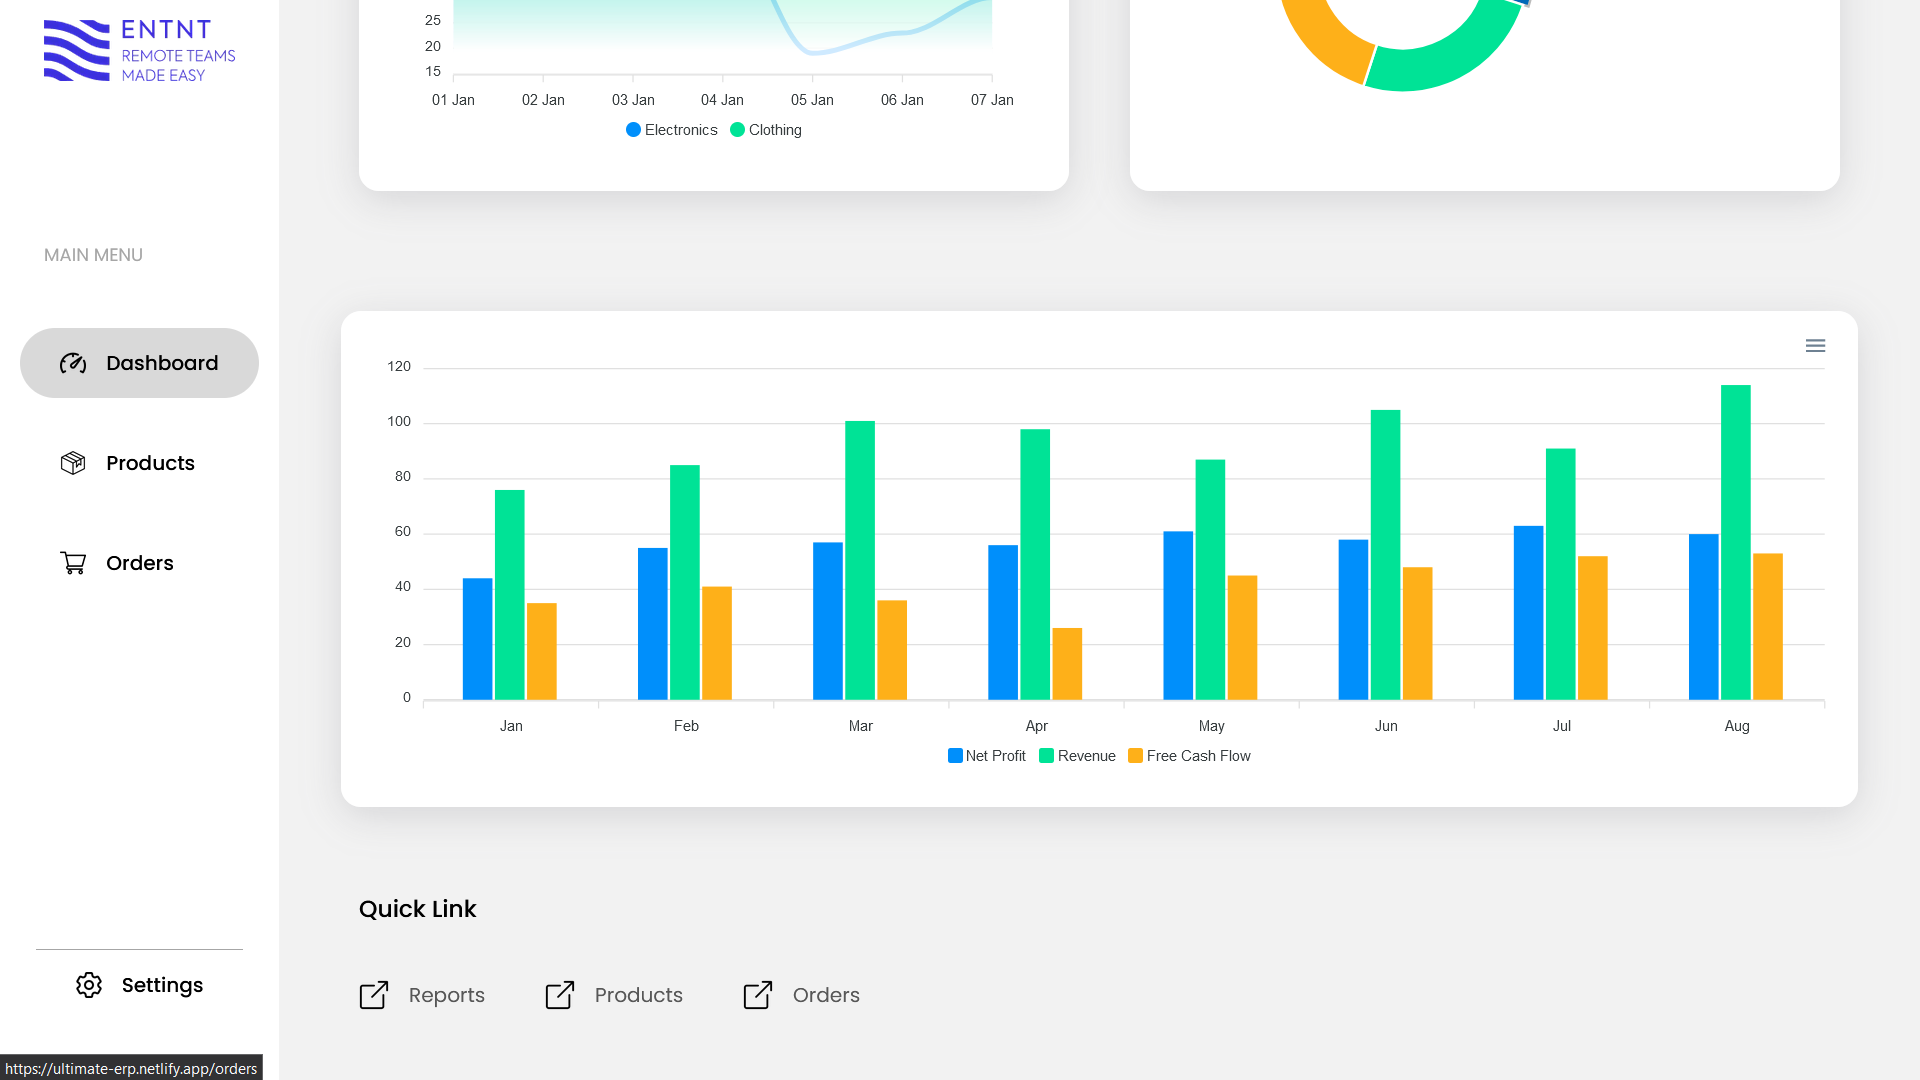 ENTNT
REMOTE TEAMS
MADE EASY
MAIN MENU
Dashboard
Products
Orders
Settings
https://ultimate-erp.netlify.app/orders
25
20
15
01 Jan 02 Jan 03 Jan 04 Jan 05 Jan 06 Jan 07 Jan
Electronics Clothing
120
100
80
60
40
20
0
Jan Feb Mar Apr May Jun Jul Aug
Net Profit Revenue Free Cash Flow
Quick Link
Reports Products Orders